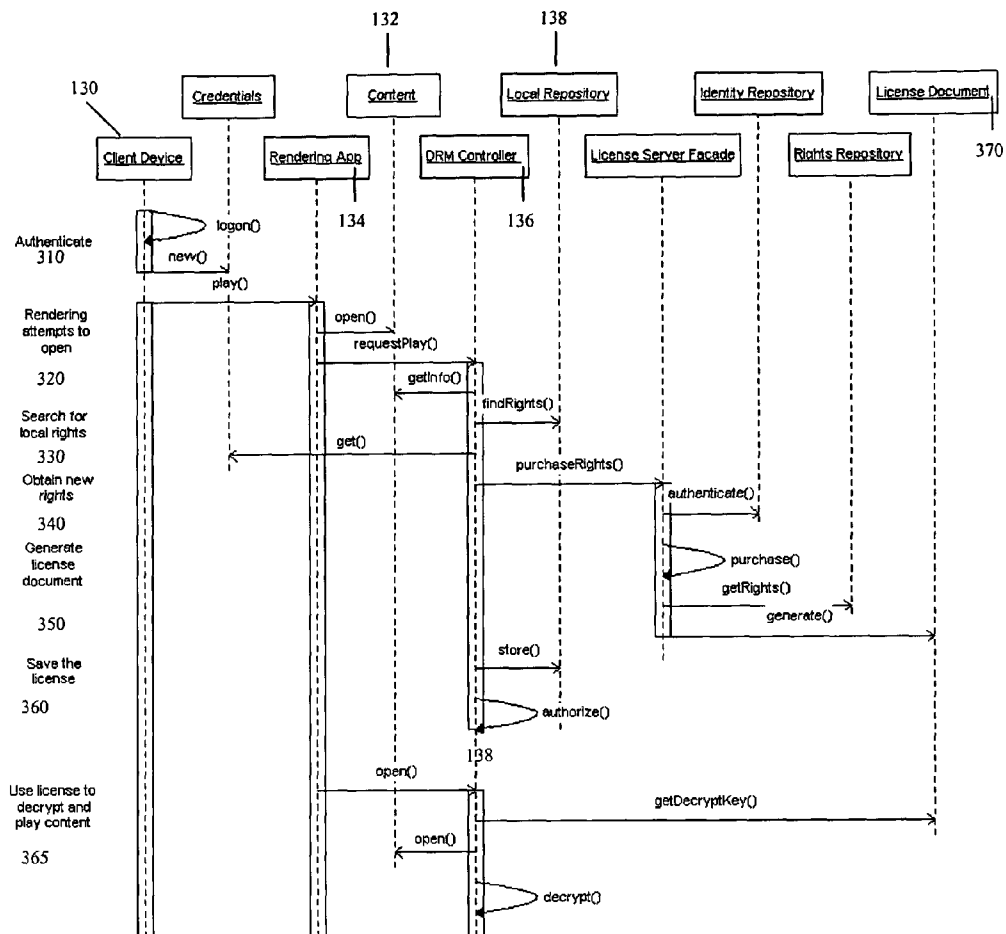 132
138
130
Credentials
Content
Local Repository
Identity Repository
License Document
370
Client Device
Rendering App
DRM Controller
License Server Facade
Rights Repository
134
136
logon()
Authenticate
310
new()
play()
Rendering
attempts to
open
320
open()
requestPlay()
getInfo()
Search for
local rights
330
findRights()
get()
Obtain new
rights
340
purchaseRights()
authenticate()
Generate
license
document
350
purchase()
getRights()
generate()
Save the
license
360
store()
authorize()
138
Use license to
decrypt and
play content
365
open()
getDecryptKey()
open()
decrypt()